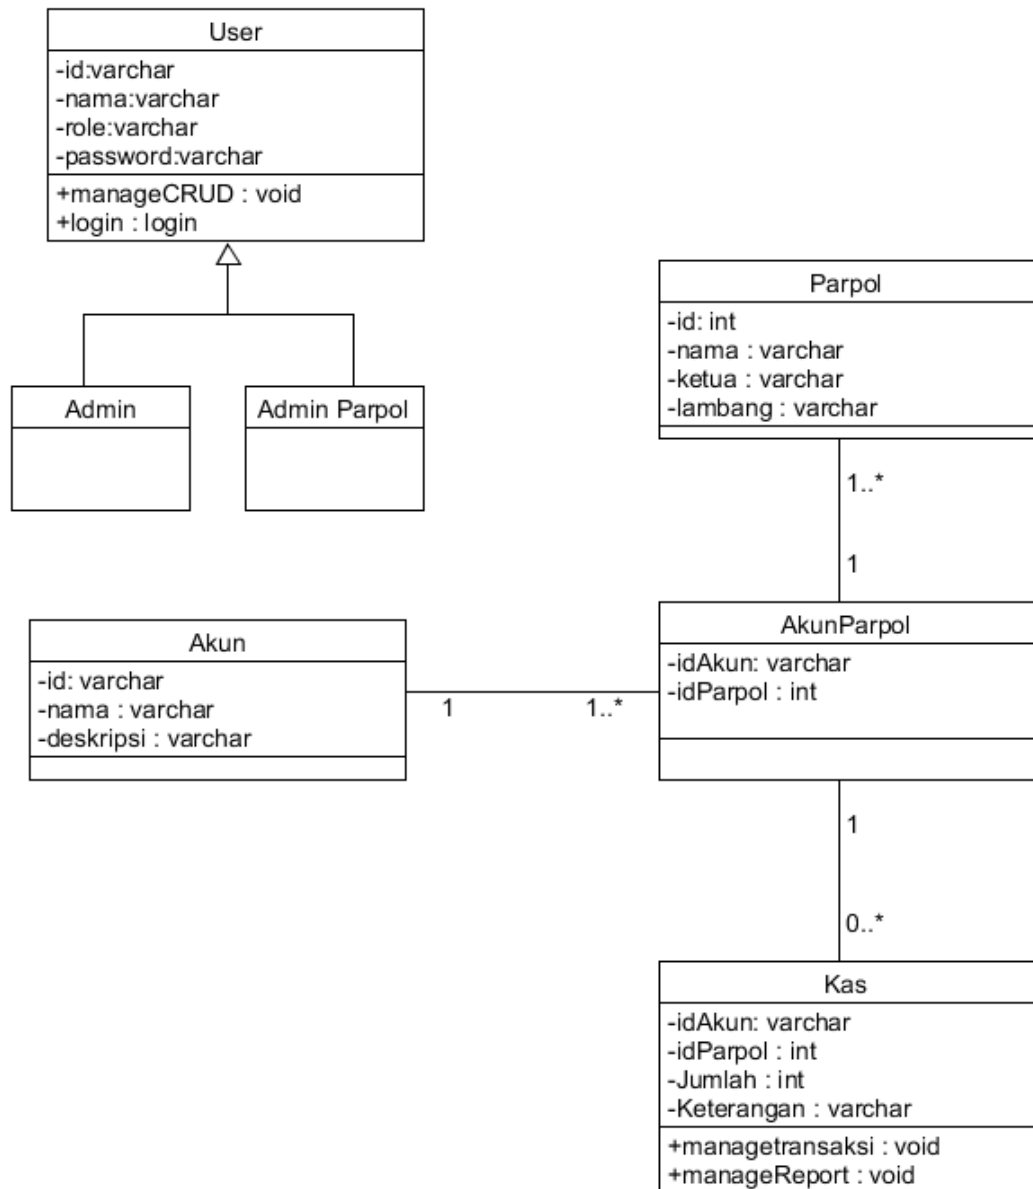 User
-id:varchar
-nama:varchar
-role:varchar
-password:varchar
+manageCRUD : void
+login : login
Admin
Admin Parpol
Parpol
-id: int
-nama : varchar
-ketua : varchar
-lambang : varchar
1..*
1
Akun
-id: varchar
-nama : varchar
-deskripsi : varchar
1
1..*
AkunParpol
-idAkun: varchar
-idParpol : int
1
0..*
Kas
-idAkun: varchar
-idParpol : int
-Jumlah : int
-Keterangan : varchar
+managetransaksi : void
+manageReport : void